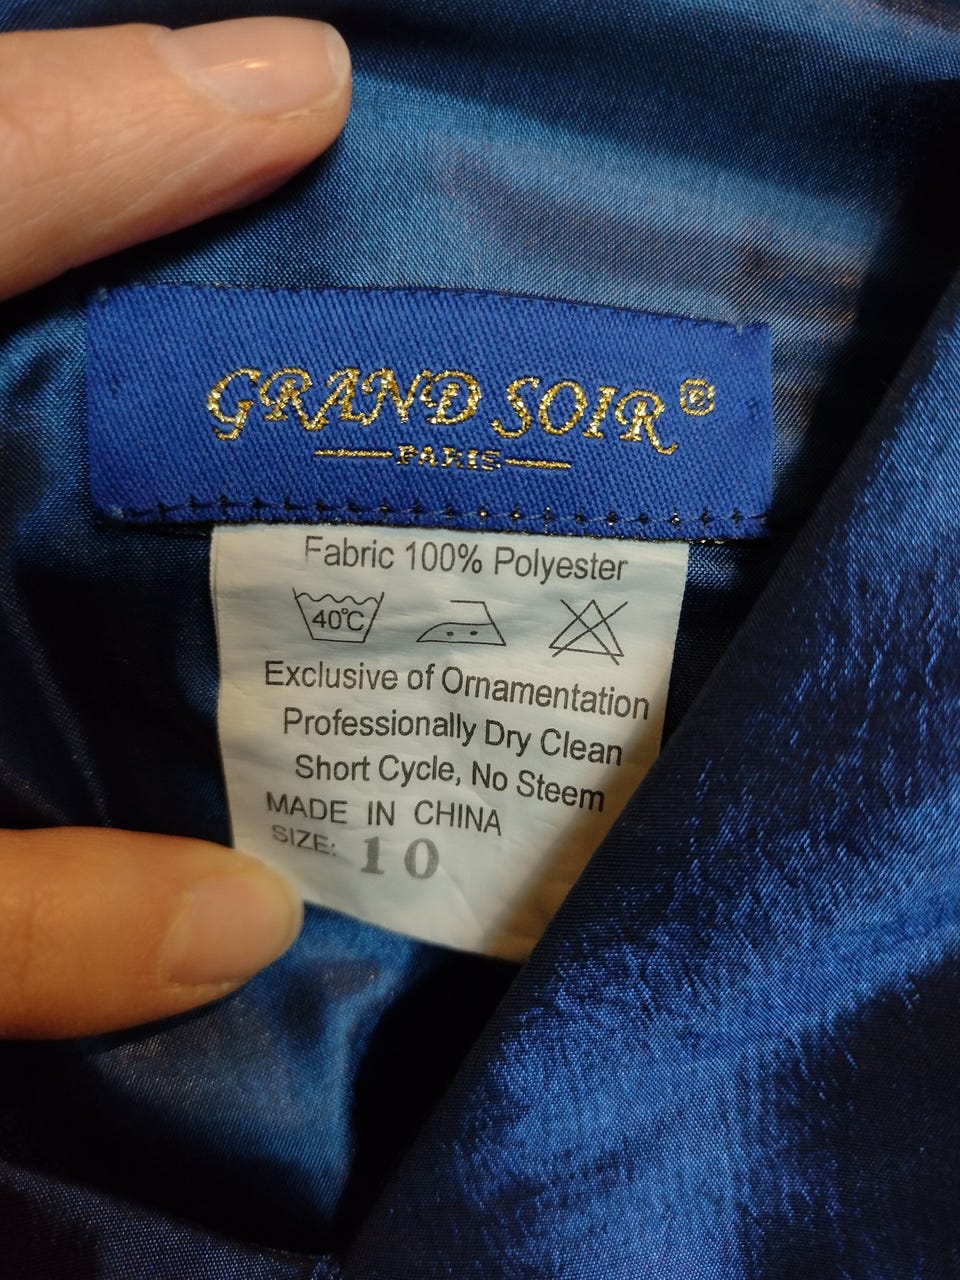 GRAND SOIR ®
PARIS
Fabric 100% Polyester
40°C
Exclusive of Ornamentation
Professionally Dry Clean
Short Cycle, No Steem
MADE IN CHINA
SIZE: 10